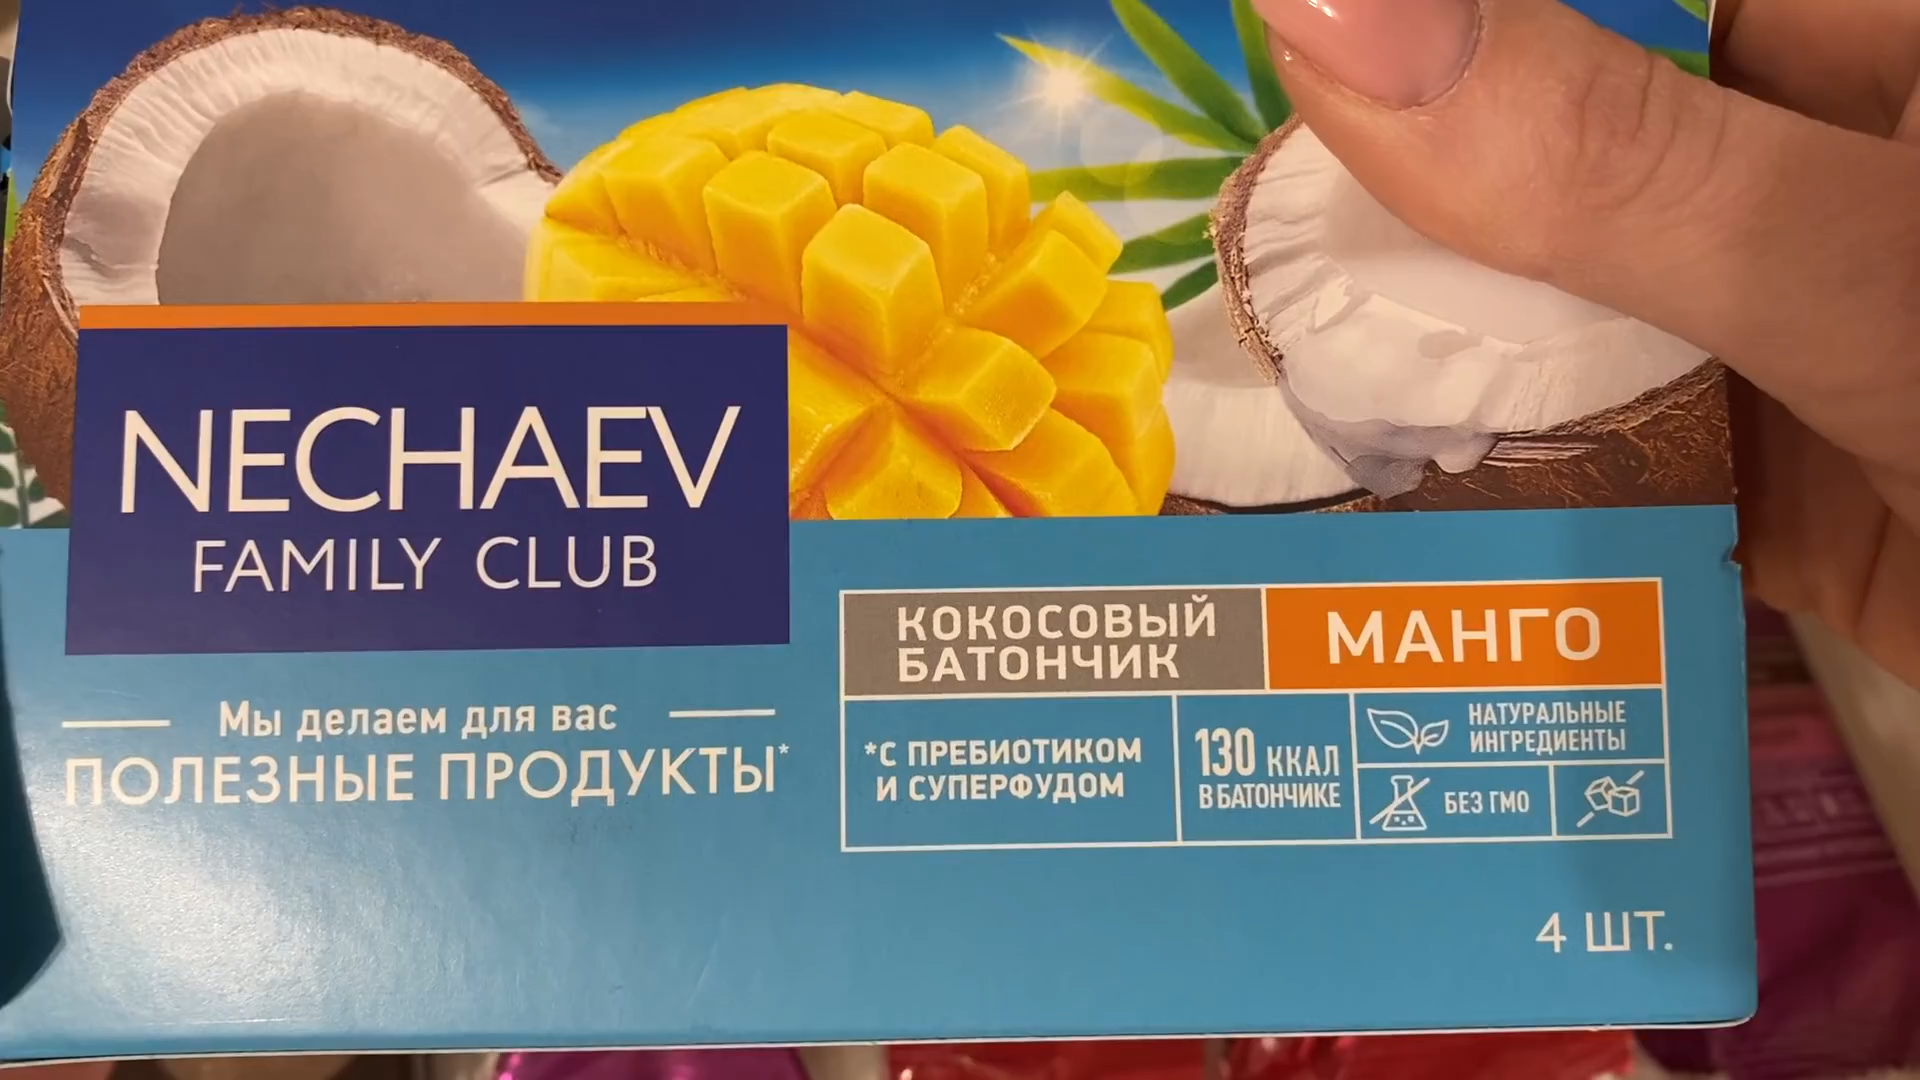 NECHAEV
FAMILY CLUB
Мы делаем для вас
ПОЛЕЗНЫЕ ПРОДУКТЫ*
КОКОСОВЫЙ
БАТОНЧИК
МАНГО
*С ПРЕБИОТИКОМ
И СУПЕРФУДОМ
130 ККАЛ
В БАТОНЧИКЕ
НАТУРАЛЬНЫЕ
ИНГРЕДИЕНТЫ
БЕЗ ГМО
4 ШТ.